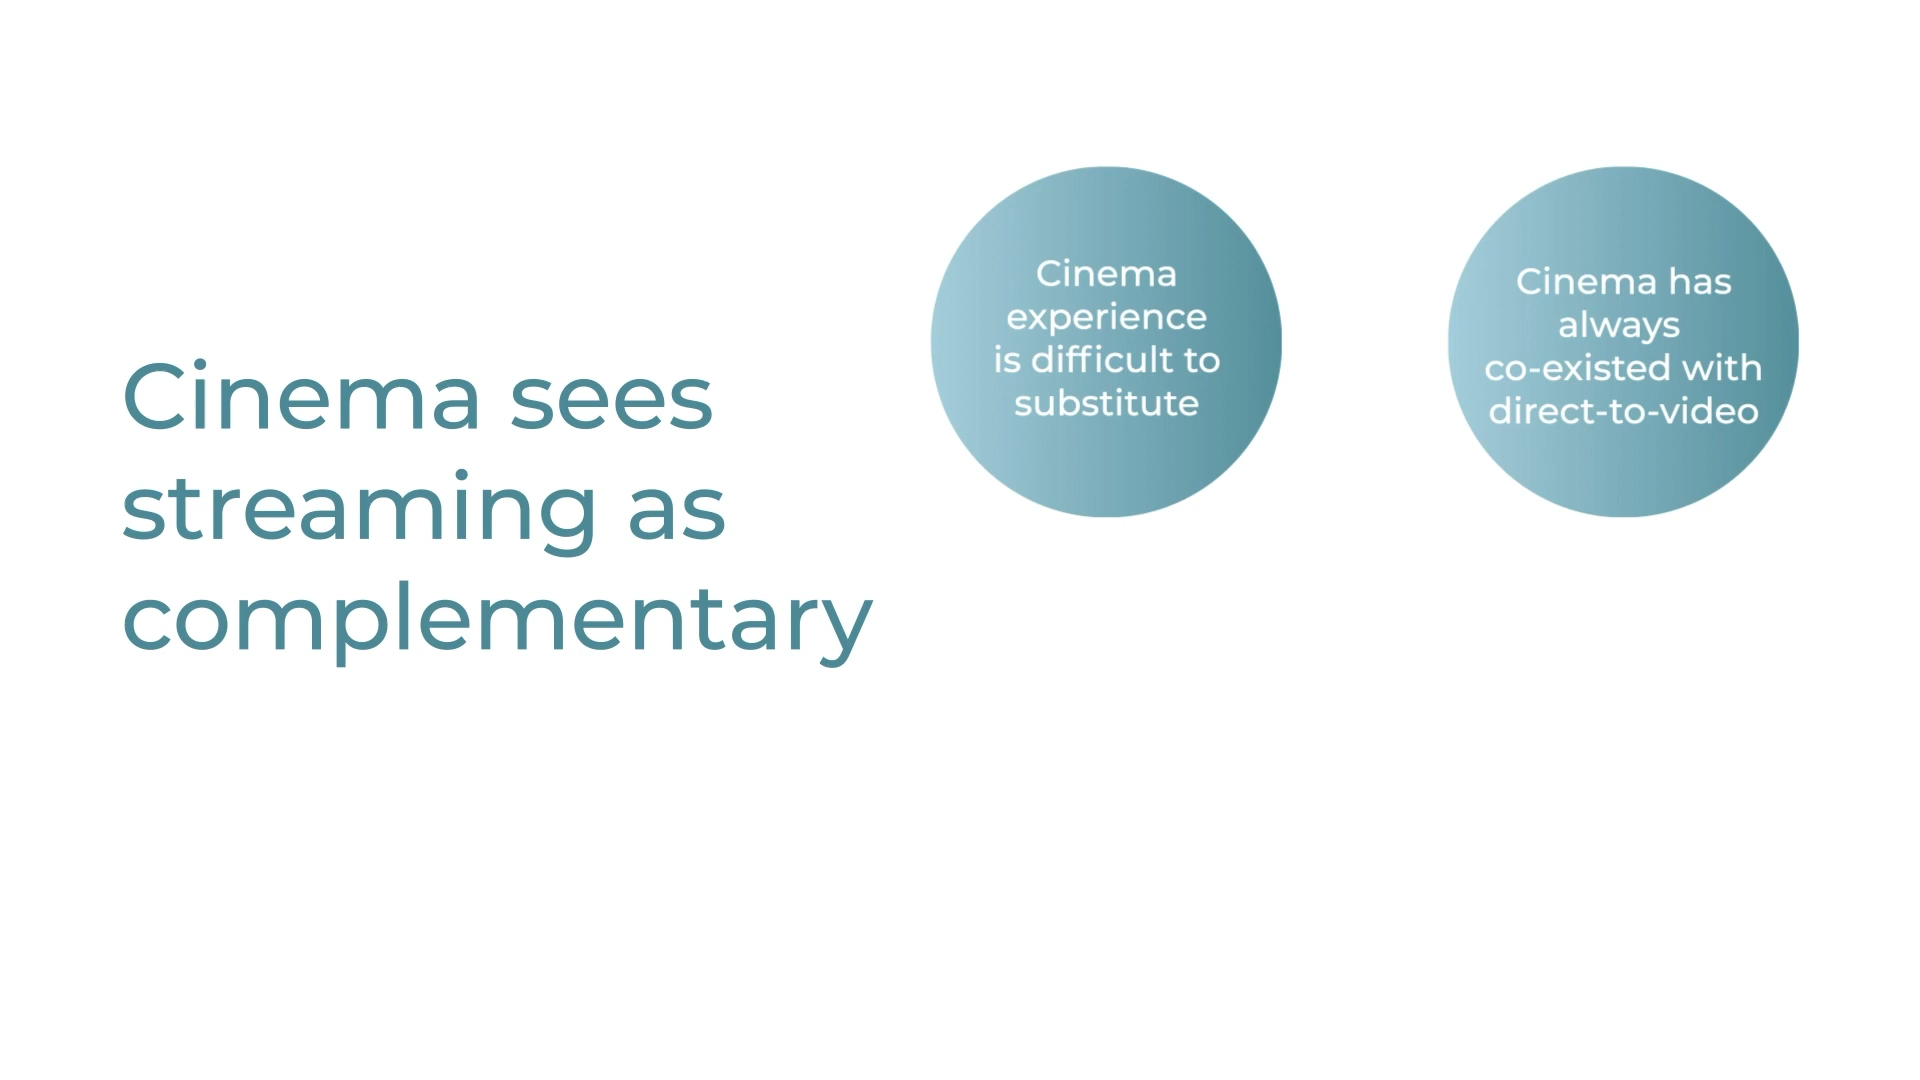 Cinema sees
streaming as
complementary
Cinema
experience
is difficult to
substitute
Cinema has
always
co-existed with
direct-to-video